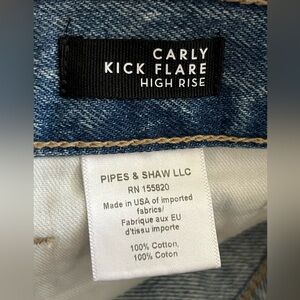 CARLY
KICK FLARE
HIGH RISE
PIPES & SHAW LLC
RN 155820
Made in USA of imported
fabrics/
Fabrique aux EU
d'tissu importe
100% Cotton,
100% Coton